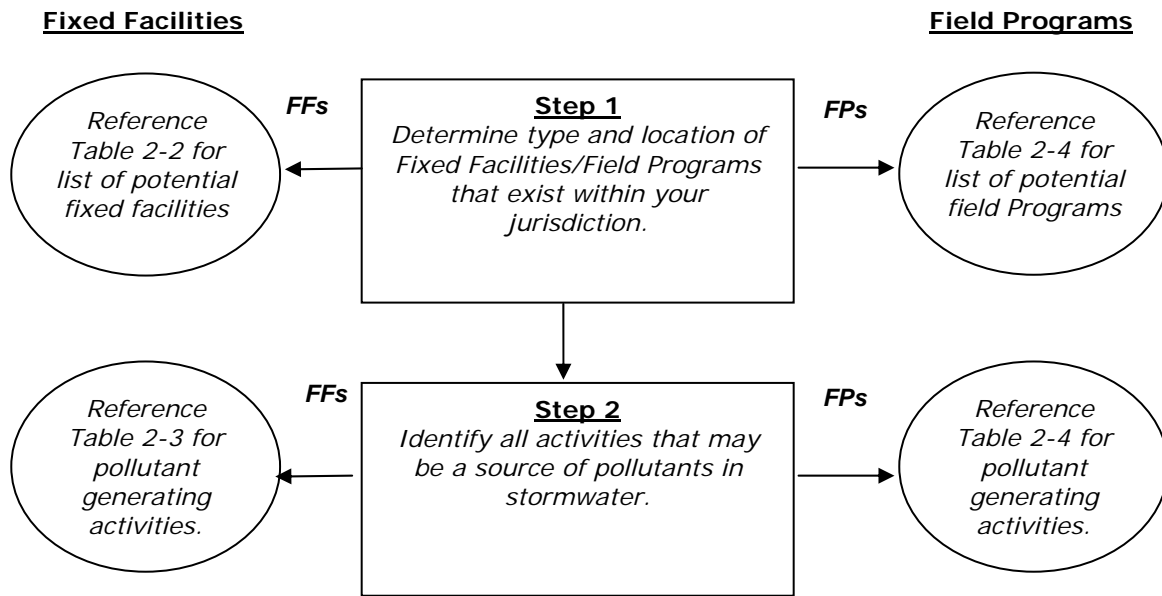 Fixed Facilities
Field Programs
FFs
FPs
Reference
Table 2-2 for
list of potential
fixed facilities
Step 1
Determine type and location of
Fixed Facilities/Field Programs
that exist within your
jurisdiction.
Reference
Table 2-4 for
list of potential
field Programs
FFs
FPs
Reference
Table 2-3 for
pollutant
generating
activities.
Step 2
Identify all activities that may
be a source of pollutants in
stormwater.
Reference
Table 2-4 for
pollutant
generating
activities.